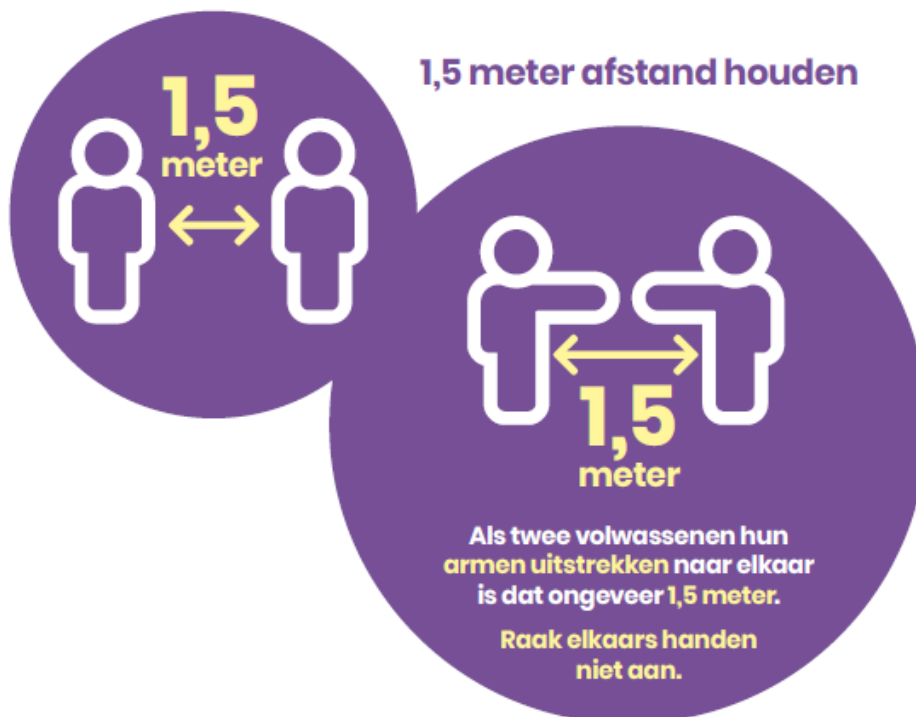 1,5 meter afstand houden
1,5
meter
1,5
meter
Als twee volwassenen hun
armen uitstrekken naar elkaar
is dat ongeveer 1,5 meter.
Raak elkaars handen
niet aan.